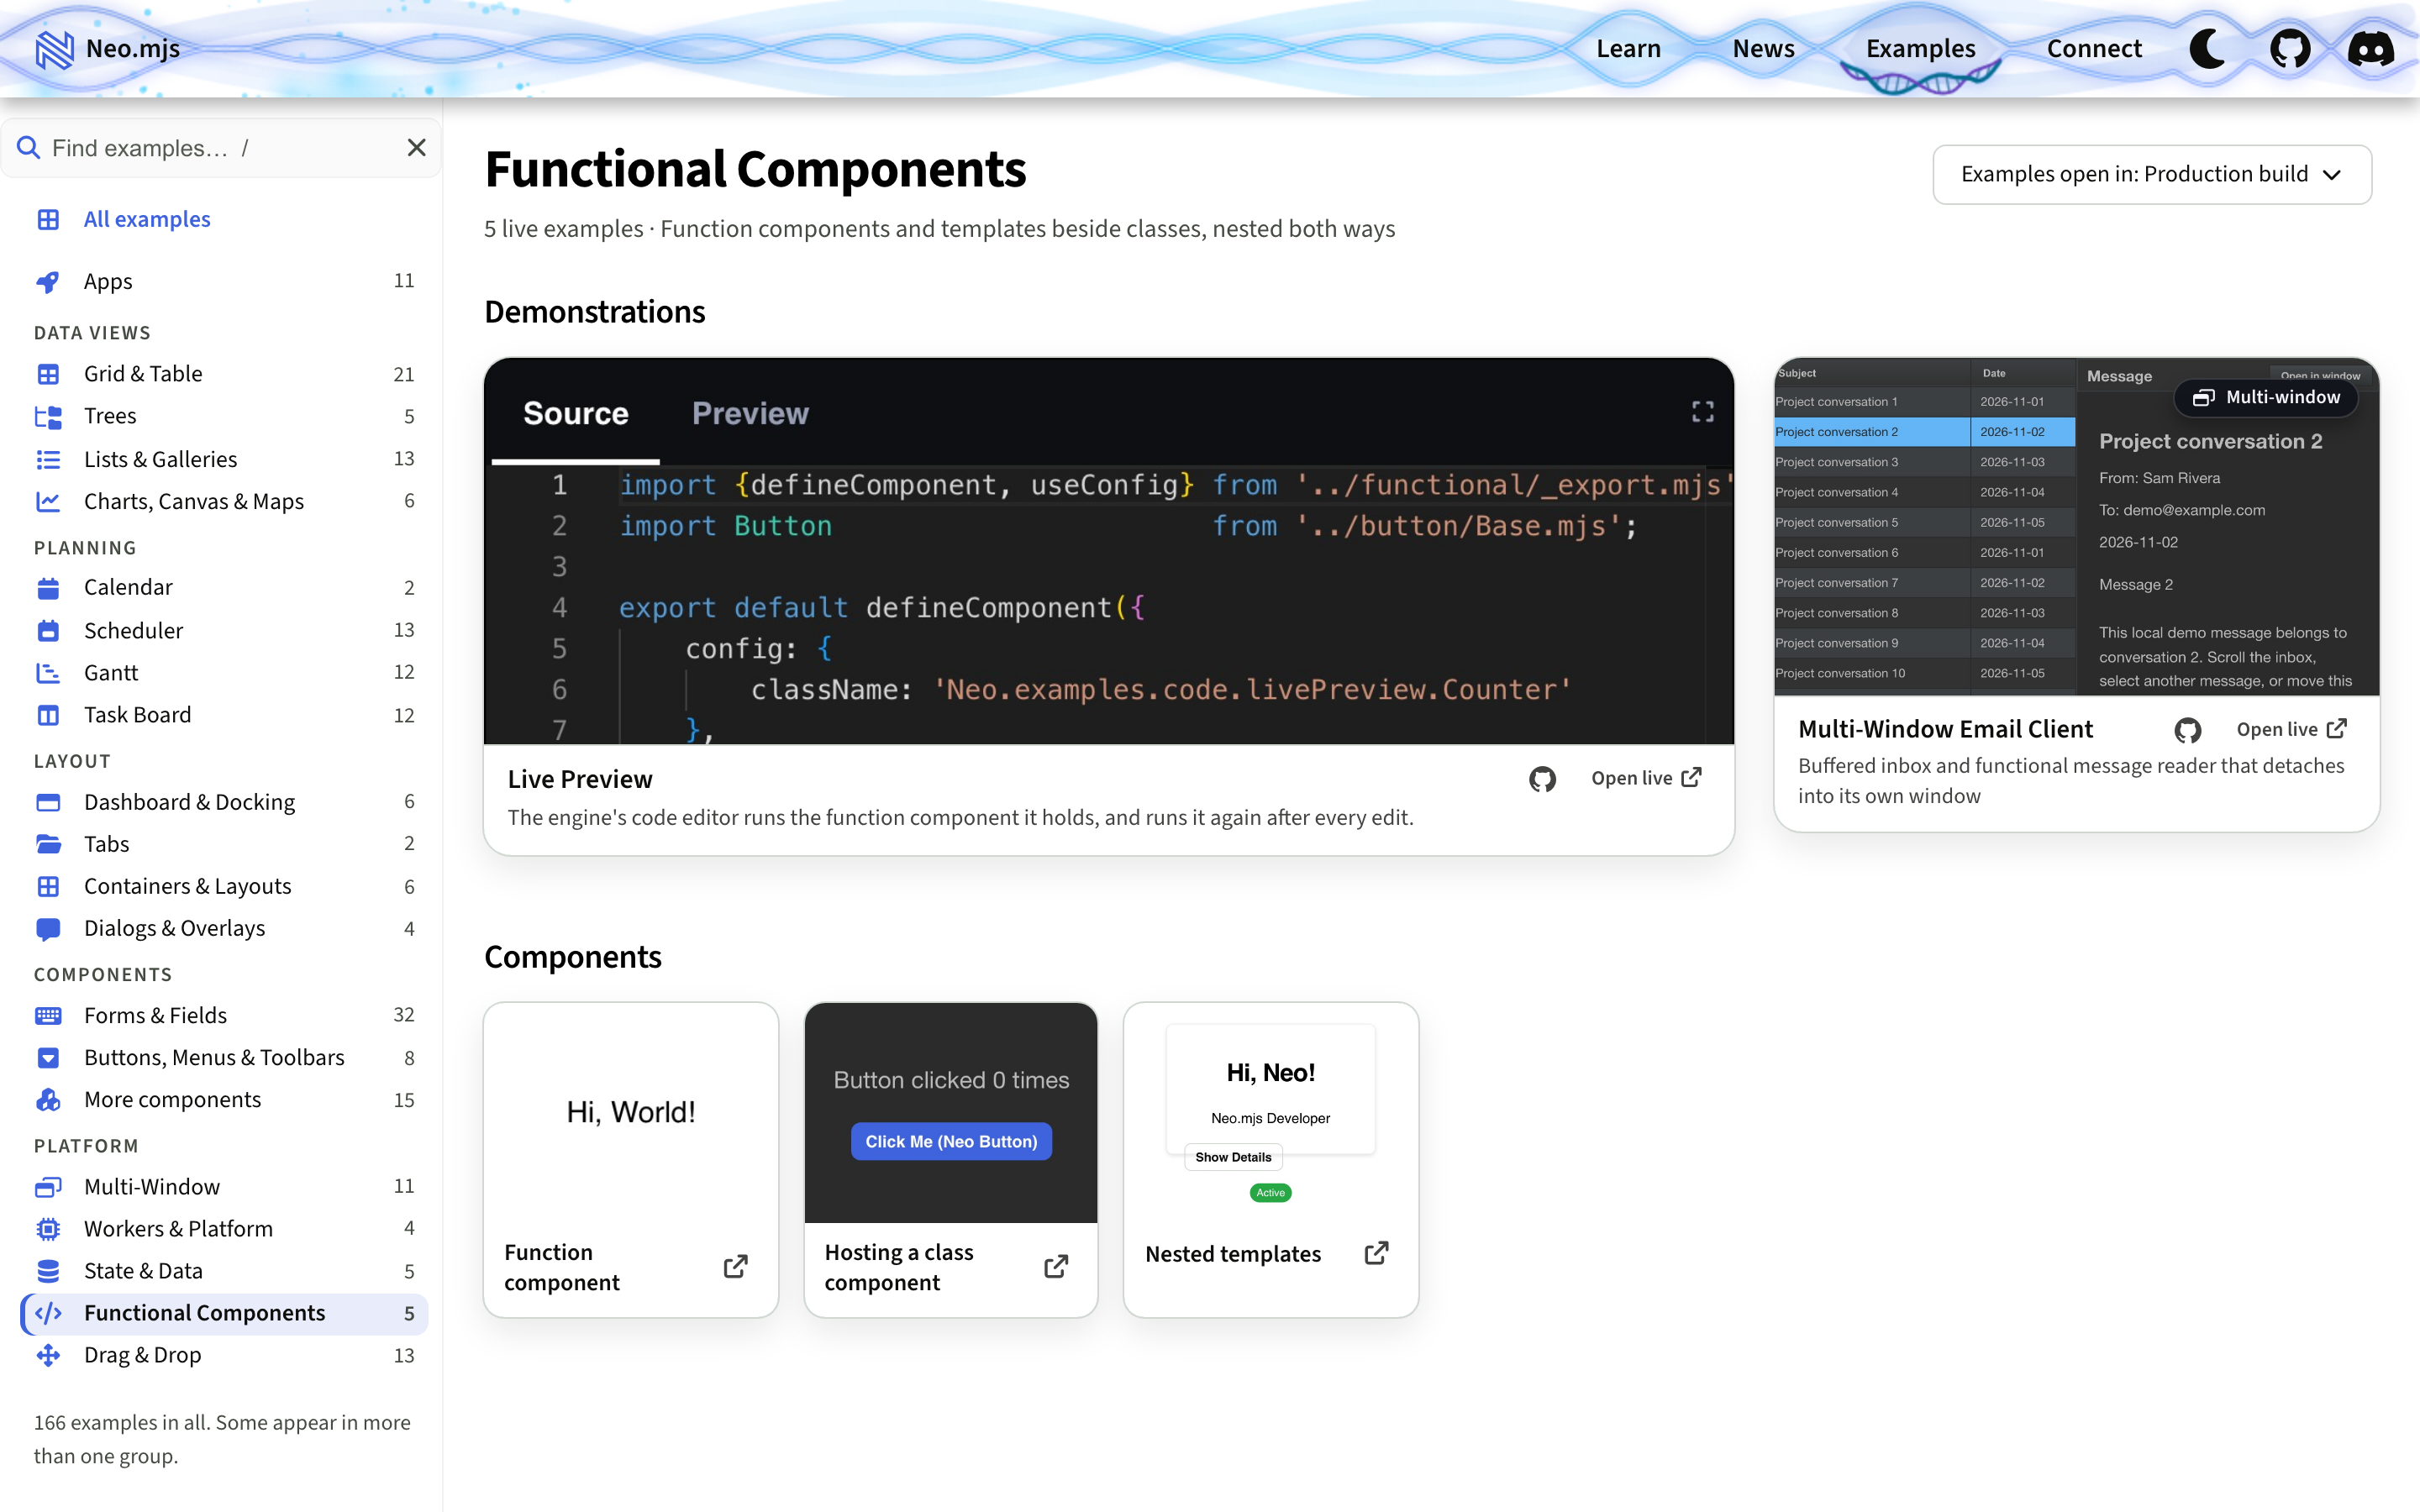 Neo.mjs
Learn
News
Examples
Connect
Find examples… /
All examples
Apps 11
DATA VIEWS
Grid & Table 21
Trees 5
Lists & Galleries 13
Charts, Canvas & Maps 6
PLANNING
Calendar 2
Scheduler 13
Gantt 12
Task Board 12
LAYOUT
Dashboard & Docking 6
Tabs 2
Containers & Layouts 6
Dialogs & Overlays 4
COMPONENTS
Forms & Fields 32
Buttons, Menus & Toolbars 8
More components 15
PLATFORM
Multi-Window 11
Workers & Platform 4
State & Data 5
Functional Components 5
Drag & Drop 13
166 examples in all. Some appear in more
than one group.
Functional Components
Examples open in: Production build
5 live examples · Function components and templates beside classes, nested both ways
Demonstrations
Source Preview
1 import {defineComponent, useConfig} from '../functional/_export.mjs'
2 import Button from '../button/Base.mjs';
3
4 export default defineComponent({
5 config: {
6 className: 'Neo.examples.code.livePreview.Counter'
7 },
Live Preview
Open live
The engine's code editor runs the function component it holds, and runs it again after every edit.
Subject Date
Project conversation 1 2026-11-01
Project conversation 2 2026-11-02
Project conversation 3 2026-11-03
Project conversation 4 2026-11-04
Project conversation 5 2026-11-05
Project conversation 6 2026-11-01
Project conversation 7 2026-11-02
Project conversation 8 2026-11-03
Project conversation 9 2026-11-04
Project conversation 10 2026-11-05
Message
Open in window
Multi-window
Project conversation 2
From: Sam Rivera
To: demo@example.com
2026-11-02
Message 2
This local demo message belongs to
conversation 2. Scroll the inbox,
select another message, or move this
Multi-Window Email Client
Open live
Buffered inbox and functional message reader that detaches
into its own window
Components
Hi, World!
Function
component
Button clicked 0 times
Click Me (Neo Button)
Hosting a class
component
Hi, Neo!
Neo.mjs Developer
Show Details
Active
Nested templates